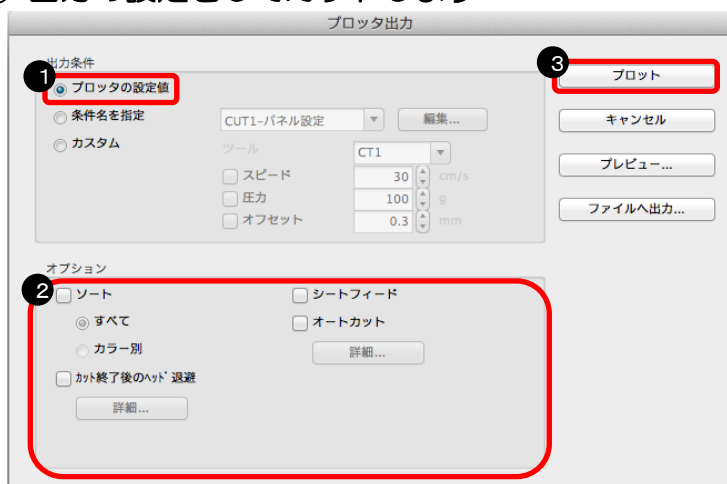 プロッタ出力
出力条件
1
プロッタの設定値
条件名を指定
CUT1-パネル設定
編集...
カスタム
ツール
CT1
スピード
30
cm/s
圧力
100
g
オフセット
0.3
mm
3
プロット
キャンセル
プレビュー...
ファイルへ出力...
オプション
2
ソート
すべて
カラー別
カット終了後のヘッド退避
詳細...
シートフィード
オートカット
詳細...